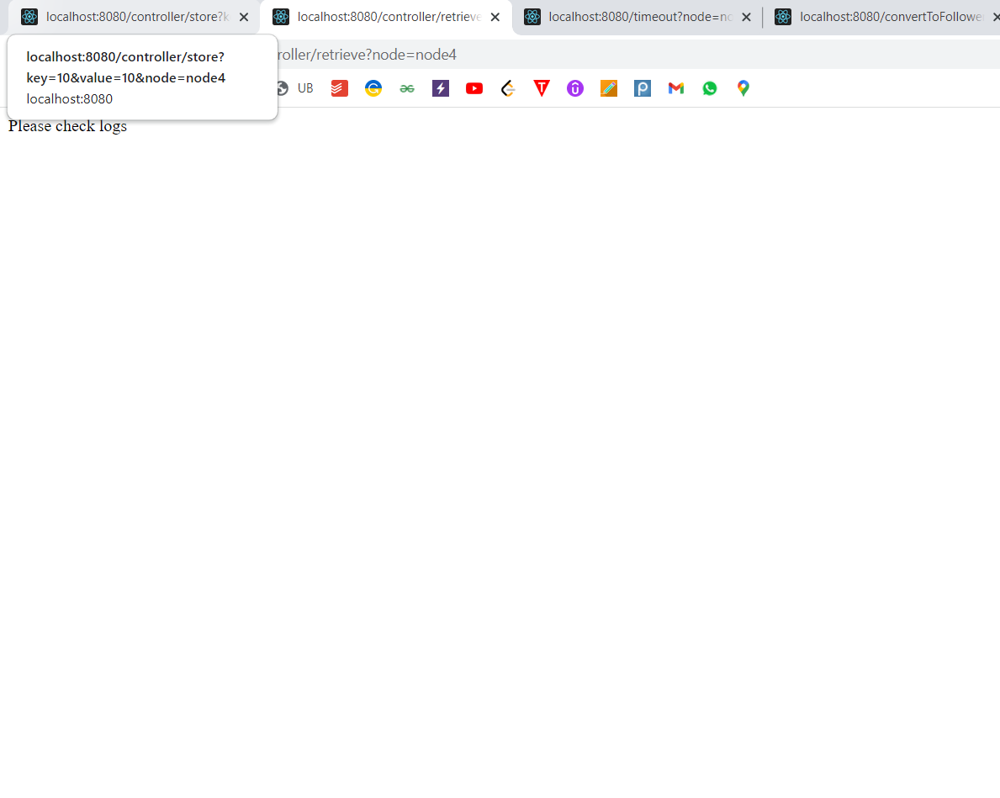 localhost:8080/controller/store?k
localhost:8080/controller/retrieve
localhost:8080/timeout?node=no
localhost:8080/convertToFollowe
localhost:8080/controller/store?
key=10&value=10&node=node4
localhost:8080
roller/retrieve?node=node4
UB
Please check logs